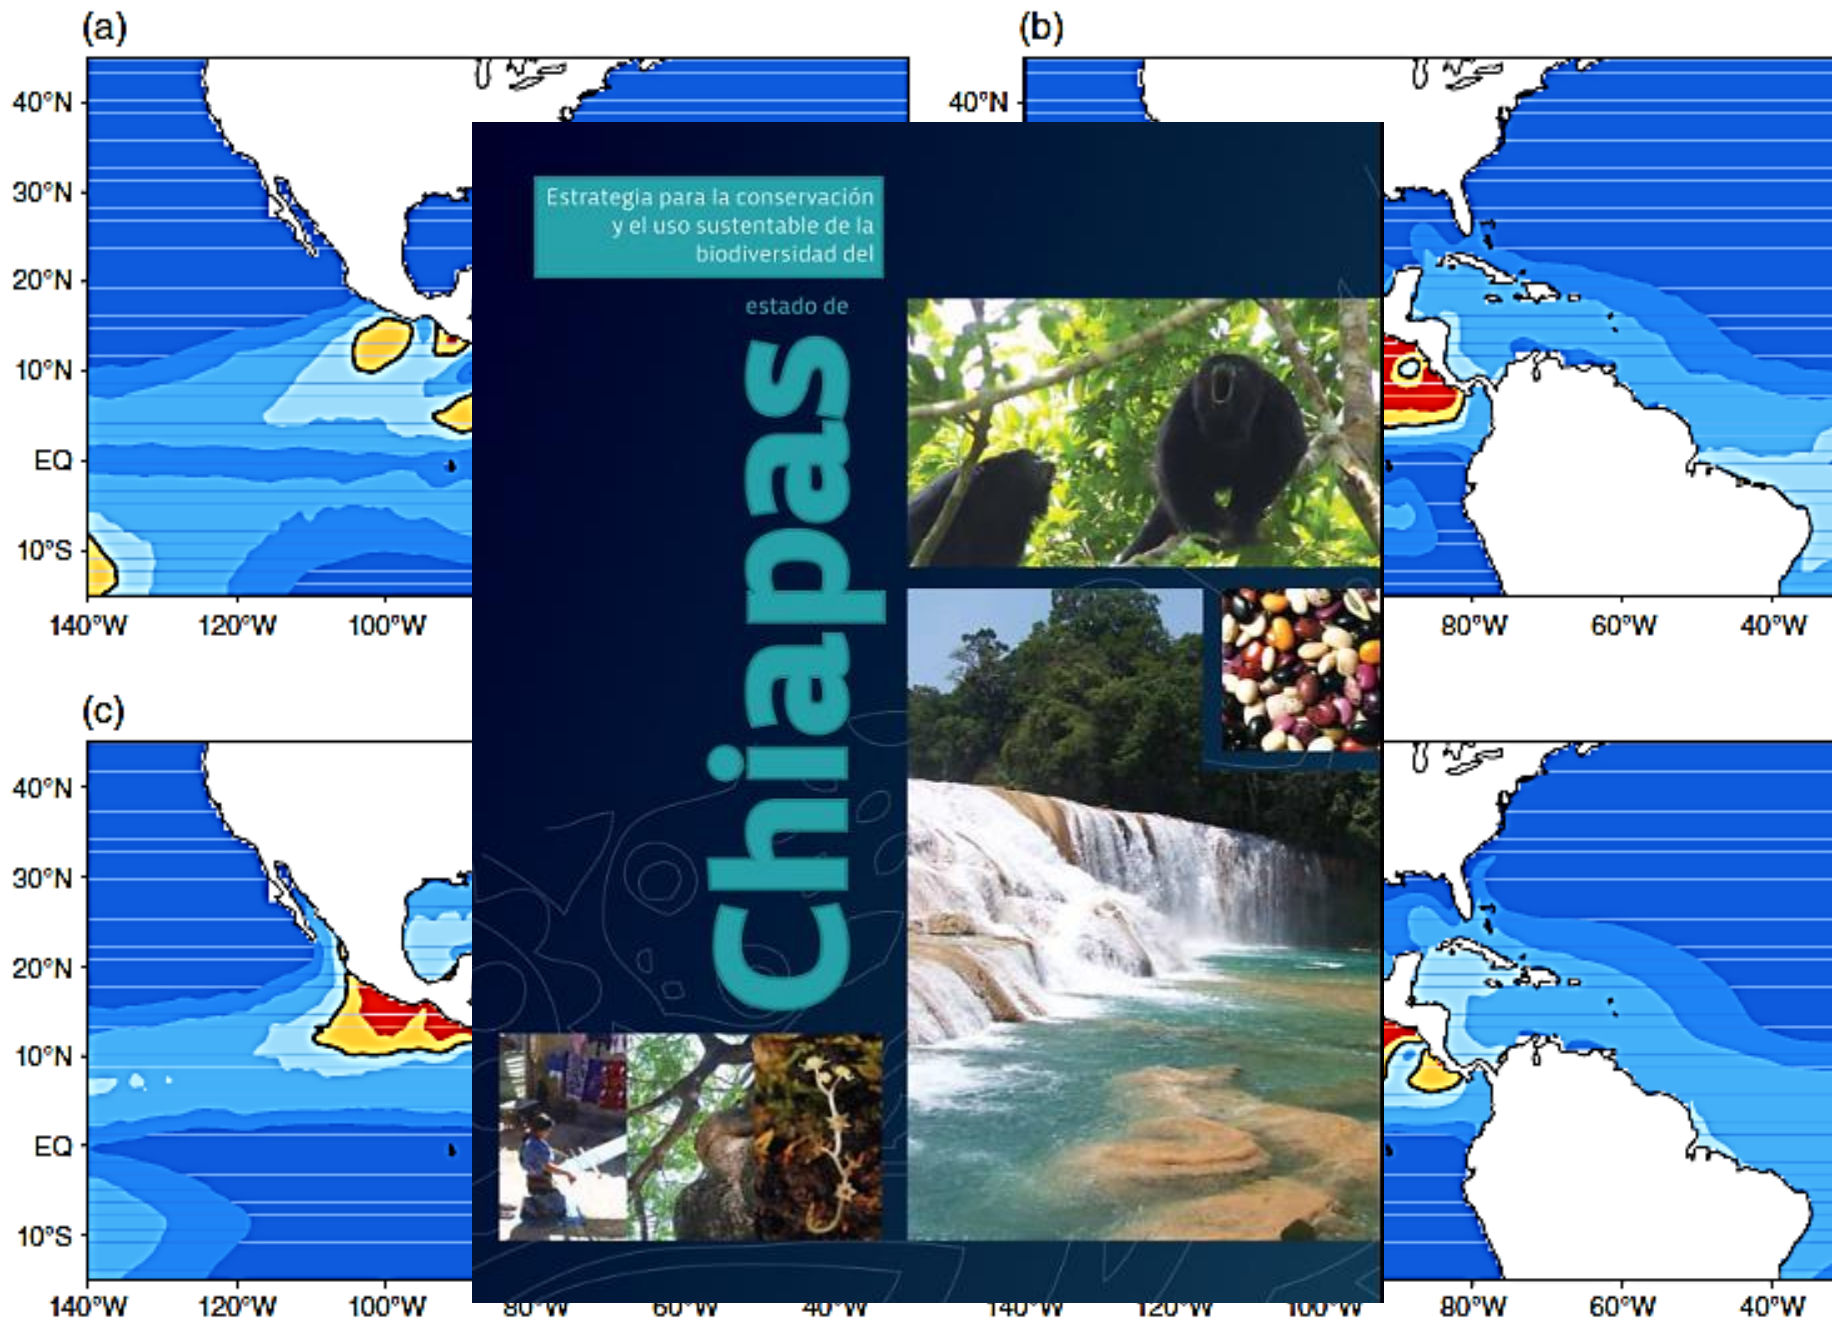 (a)
(b)
40°N
30°N
20°N
10°N
EQ
10°S
140°W 120°W 100°W
40°N
80°W 60°W 40°W
Estrategia para la conservación
y el uso sustentable de la
biodiversidad del
estado de
Chiapas
(c)
40°N
30°N
20°N
10°N
EQ
10°S
140°W 120°W 100°W 80°W 60°W 40°W 140°W 120°W 100°W 80°W 60°W 40°W